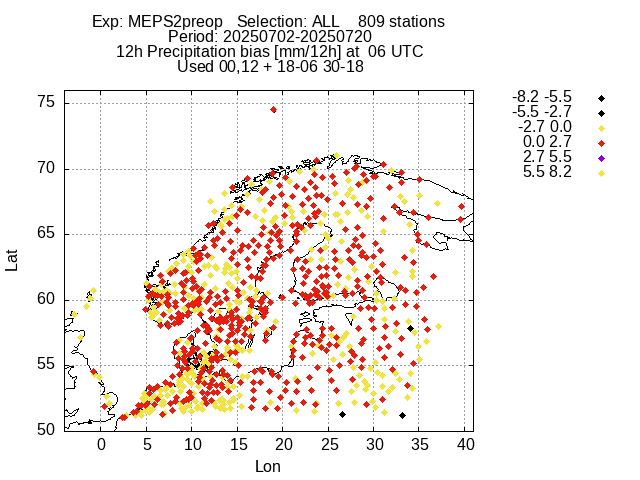 Exp: MEPS2preop   Selection: ALL    809 stations
Period: 20250702-20250720
12h Precipitation bias [mm/12h] at  06 UTC
Used 00,12 + 18-06 30-18
-8.2 -5.5
-5.5 -2.7
-2.7 0.0
0.0 2.7
2.7 5.5
5.5 8.2
75
70
65
60
55
50
Lat
0 5 10 15 20 25 30 35 40
Lon